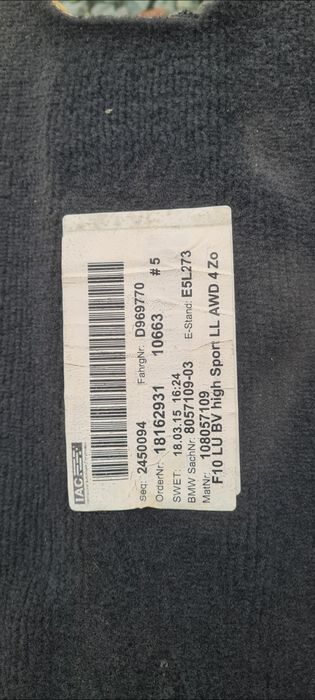 IAC
Seq: 2450094 FahrgNr: D969770
OrderNr: 18162931 10663 #5
SWET: 18.03.15 16:24
BMW SachNr: 8057109-03 E-Stand: E5L273
MatNr: 108057109
F10 LU BV high Sport LL AWD 4 Zo